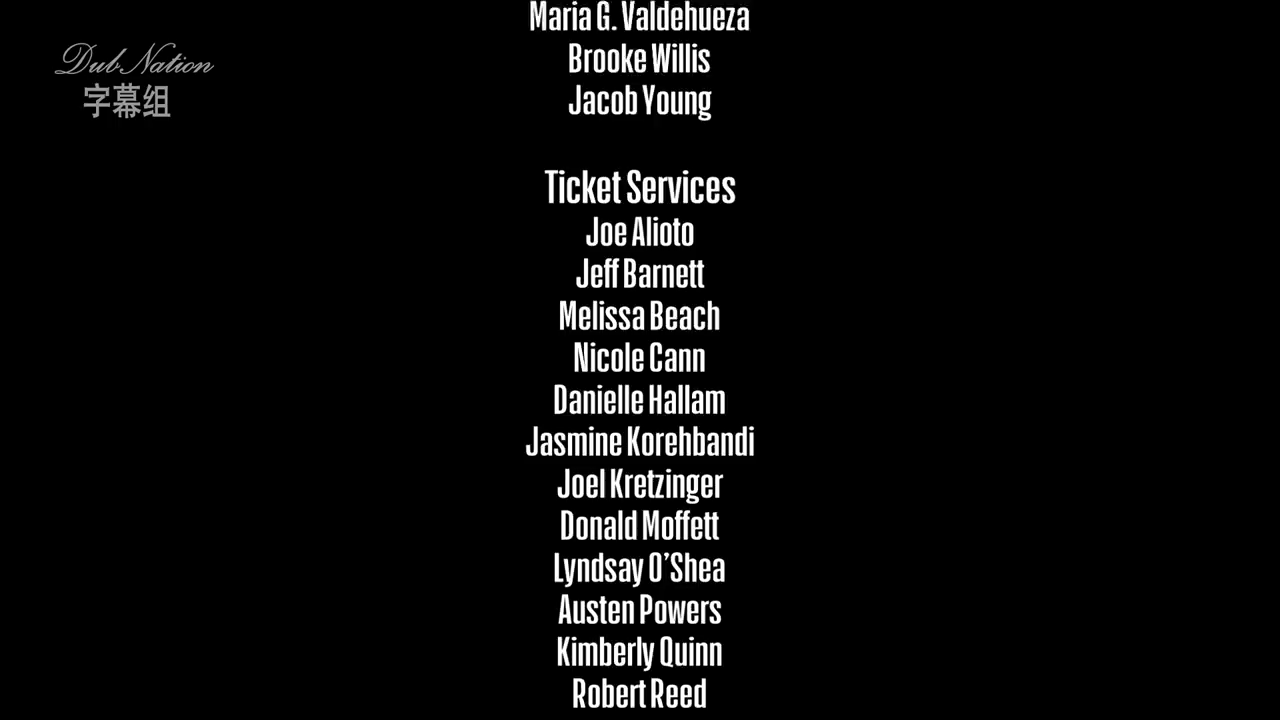 Dub Nation
字幕组
Maria G. Valdehueza
Brooke Willis
Jacob Young
Ticket Services
Joe Alioto
Jeff Barnett
Melissa Beach
Nicole Cann
Danielle Hallam
Jasmine Korehbandi
Joel Kretzinger
Donald Moffett
Lyndsay O’Shea
Austen Powers
Kimberly Quinn
Robert Reed